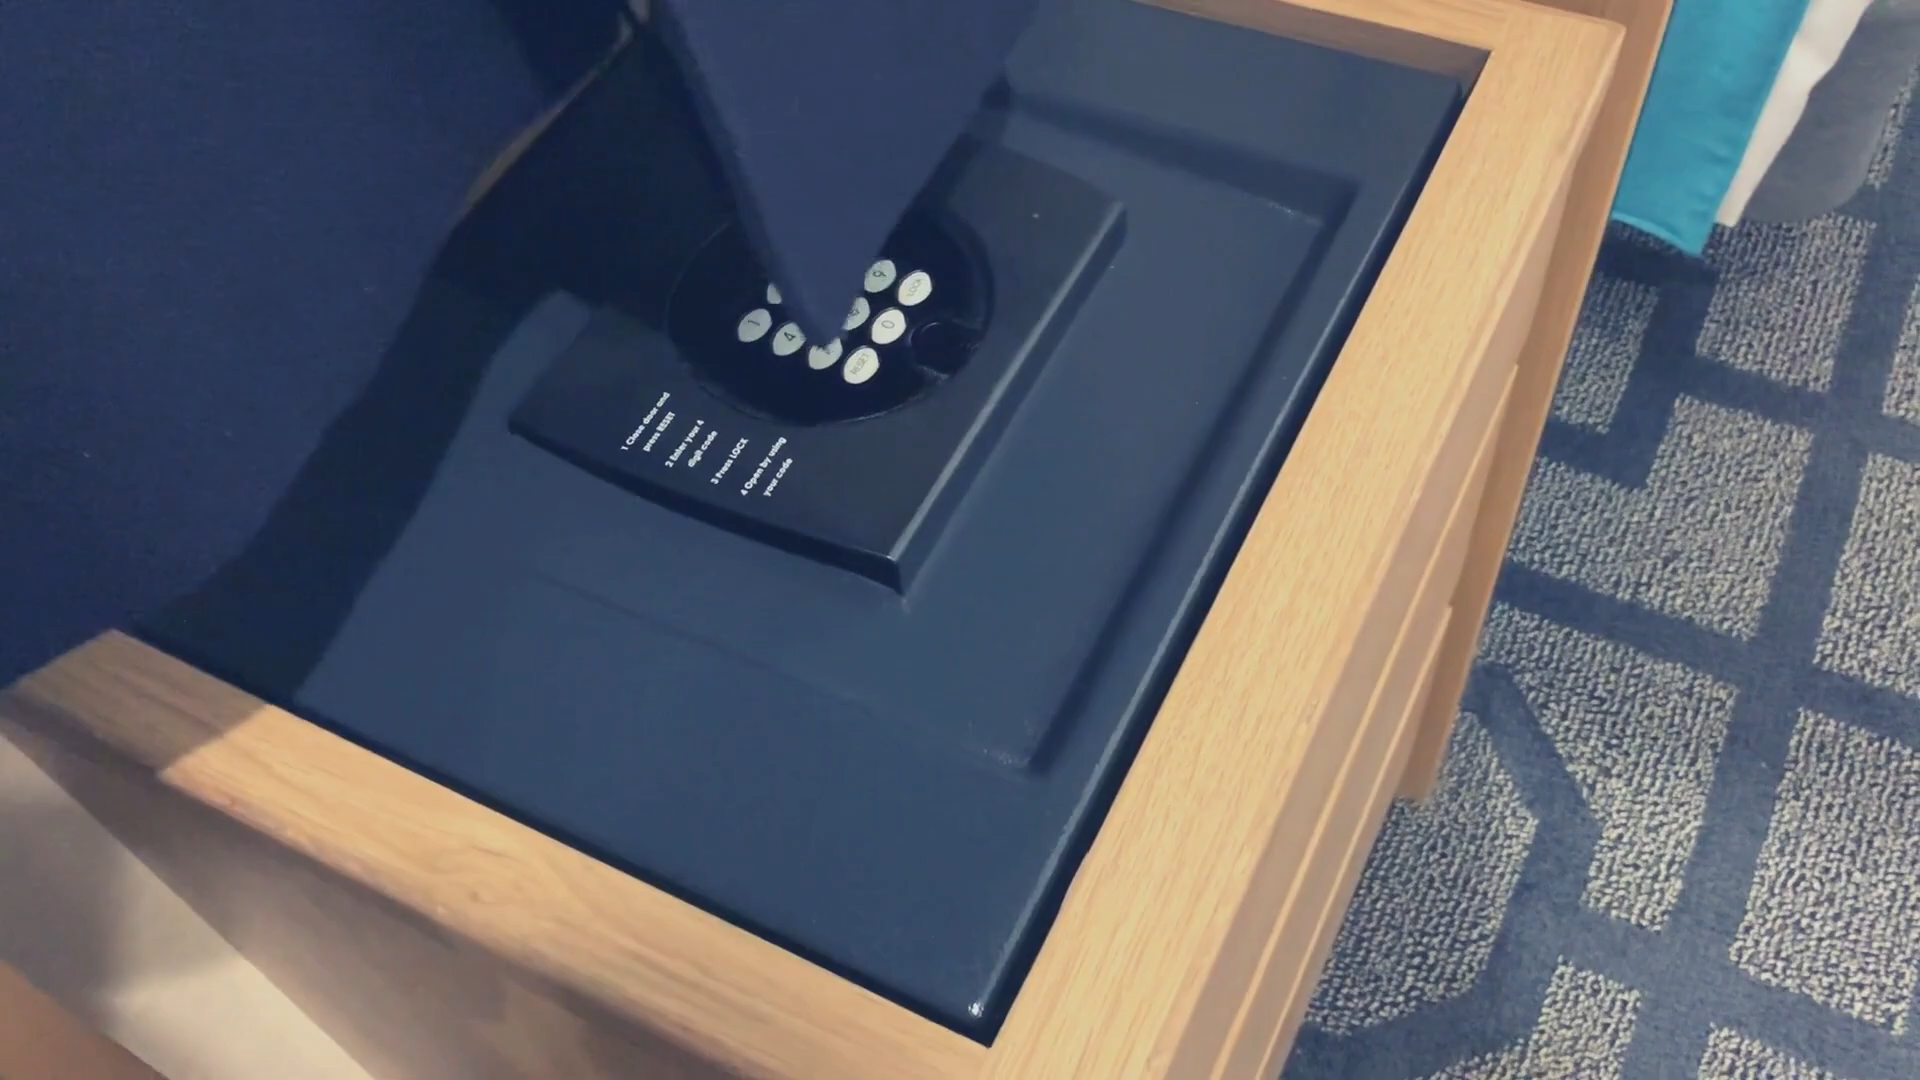 1 4 RESET
0
9 LOCK
1 Close door and
press RESET
2 Enter your 4
digit code
3 Press LOCK
4 Open by using
your code